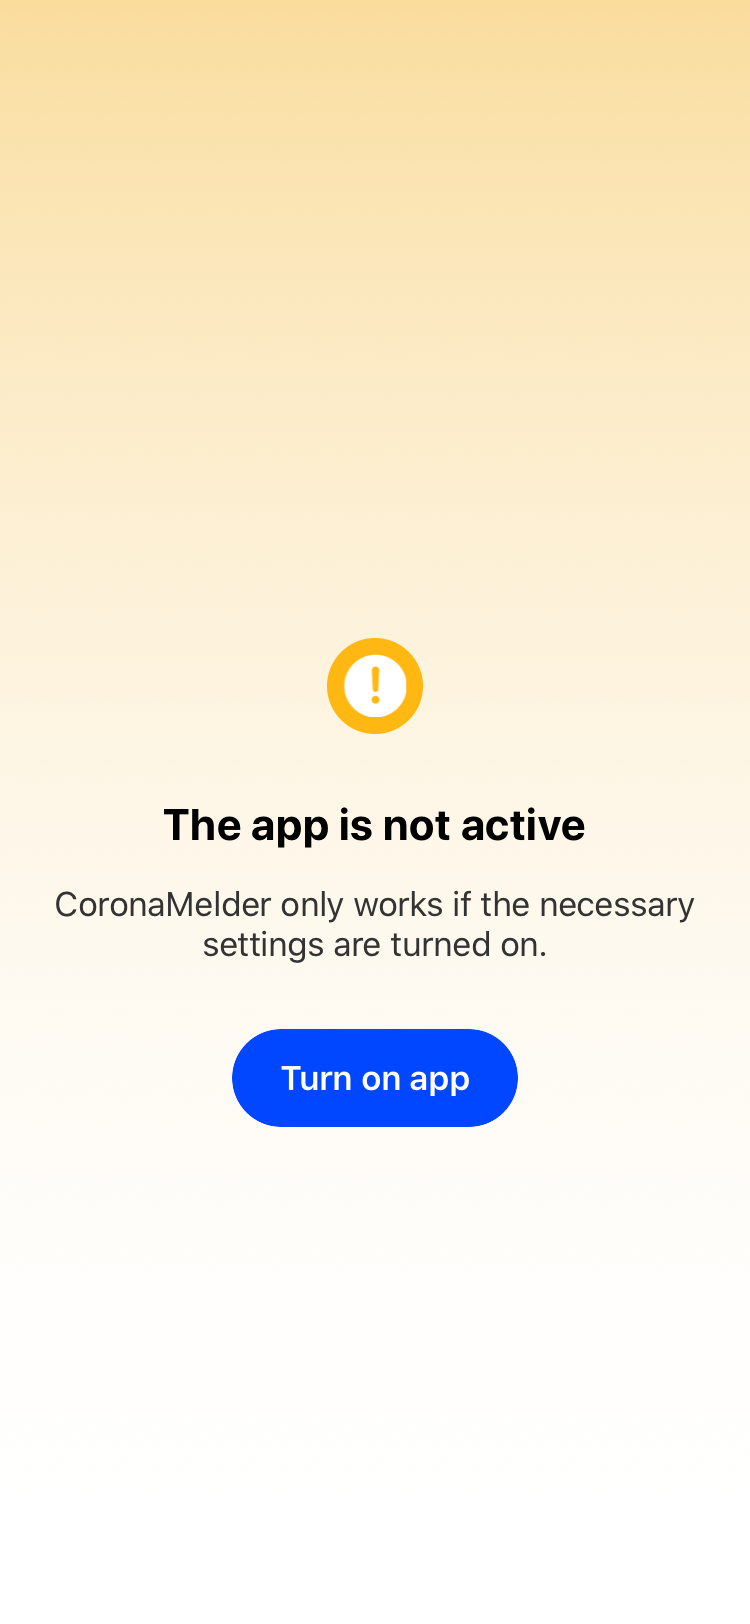 The app is not active
CoronaMelder only works if the necessary
settings are turned on.
Turn on app